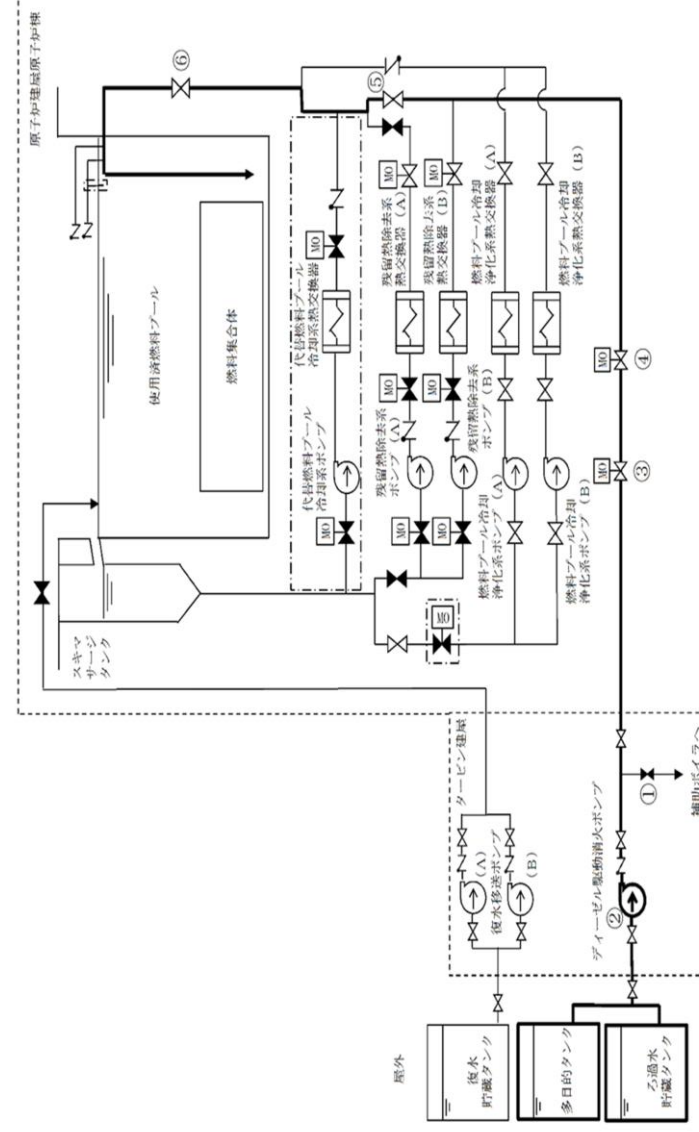 原子炉建屋原子炉棟
⑥
⑤
使用済燃料プール
燃料集合体
スキマ
サージ
タンク
代替燃料プール
冷却系熱交換器
代替燃料プール
冷却系ポンプ
MO
MO
残留熱除去系
熱交換器 (A)
残留熱除去系
ポンプ (A)
MO
MO
MO
残留熱除去系
熱交換器 (B)
残留熱除去系
ポンプ (B)
MO
MO
MO
燃料プール冷却
浄化系熱交換器 (A)
燃料プール冷却
浄化系ポンプ (A)
燃料プール冷却
浄化系熱交換器 (B)
燃料プール冷却
浄化系ポンプ (B)
MO
MO
④
MO
③
タービン建屋
(A)
復水移送ポンプ
(B)
ディーゼル駆動消火ポンプ
②
①
補助ボイラへ
屋外
復水
貯蔵タンク
多目的タンク
ろ過水
貯蔵タンク